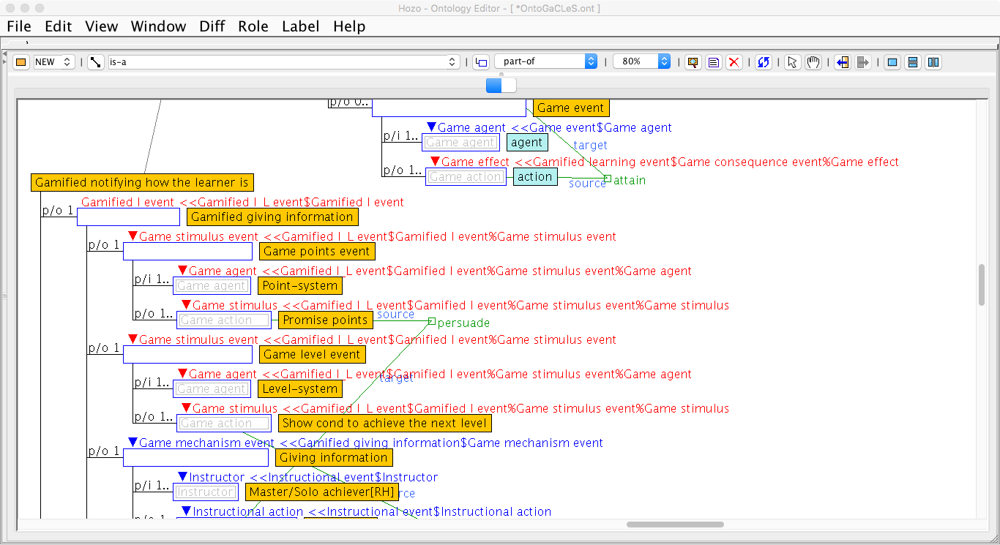 Hozo - Ontology Editor - [ *OntoGaCLeS.ont ]
File Edit View Window Diff Role Label Help
NEW is-a part-of 80%
p/o 0.. Game event
Game agent <<Game event$Game agent
p/i 1.. Game agent agent
target
Game effect <<Gamified learning event$Game consequence event%Game effect
p/o 1.. Game action action source attain
Gamified notifying how the learner is
Gamified I event <<Gamified I_L event$Gamified I event
p/o 1 Gamified giving information
Game stimulus event <<Gamified I_L event$Gamified I event%Game stimulus event
p/o 1 Game points event
Game agent <<Gamified I_L event$Gamified I event%Game stimulus event%Game agent
p/i 1.. Game agent Point-system
Game stimulus <<Gamified I_L event$Gamified I event%Game stimulus event%Game stimulus
p/o 1.. Game action Promise points source persuade
Game stimulus event <<Gamified I_L event$Gamified I event%Game stimulus event
p/o 1 Game level event
Game agent <<Gamified I_L event$Gamified I event%Game stimulus event%Game agent
target
p/i 1.. Game agent Level-system
Game stimulus <<Gamified I_L event$Gamified I event%Game stimulus event%Game stimulus
p/o 1.. Game action Show cond to achieve the next level
Game mechanism event <<Gamified giving information$Game mechanism event
p/o 1 Giving information
Instructor <<Instructional event$Instructor
p/i 1.. Instructor Master/Solo achiever[RH] rce
Instructional action <<Instructional event$Instructional action